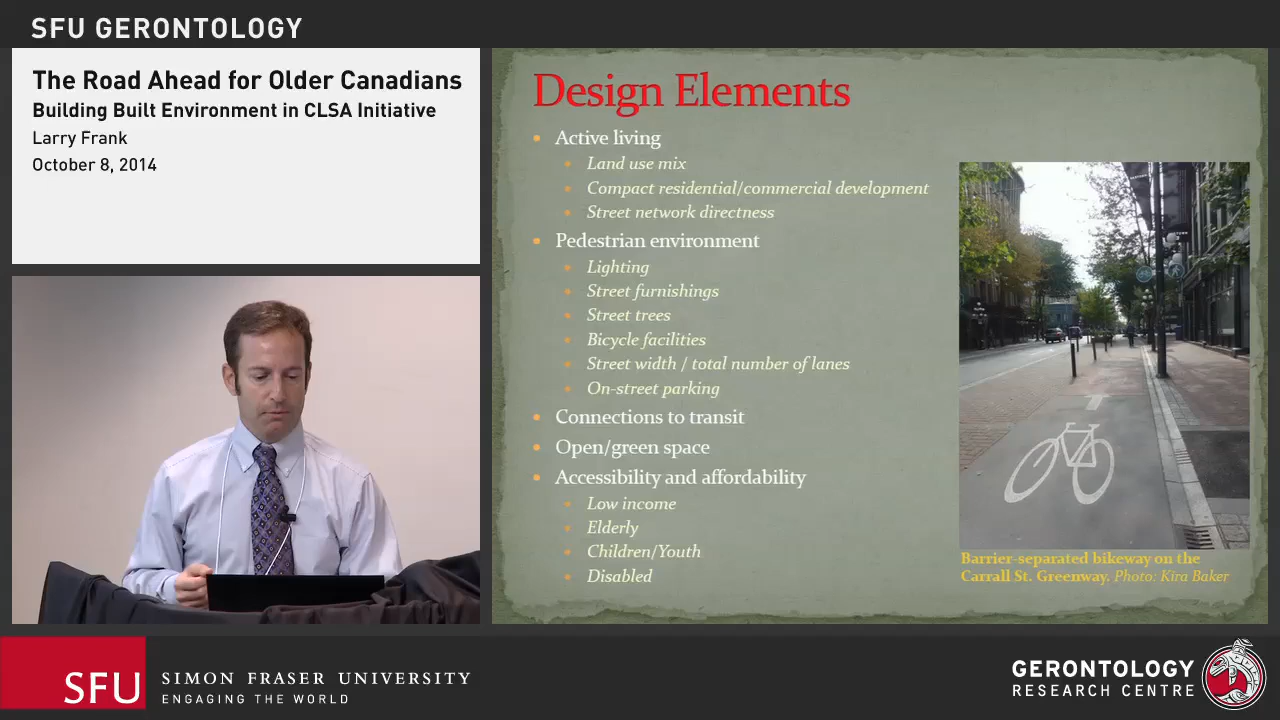 SFU GERONTOLOGY
The Road Ahead for Older Canadians
Building Built Environment in CLSA Initiative
Larry Frank
October 8, 2014
Design Elements
• Active living
• Land use mix
• Compact residential/commercial development
• Street network directness
• Pedestrian environment
• Lighting
• Street furnishings
• Street trees
• Bicycle facilities
• Street width / total number of lanes
• On-street parking
• Connections to transit
• Open/green space
• Accessibility and affordability
• Low income
• Elderly
• Children/Youth
• Disabled
Barrier-separated bikeway on the
Carrall St. Greenway. Photo: Kira Baker
SFU
SIMON FRASER UNIVERSITY
ENGAGING THE WORLD
GERONTOLOGY
RESEARCH CENTRE